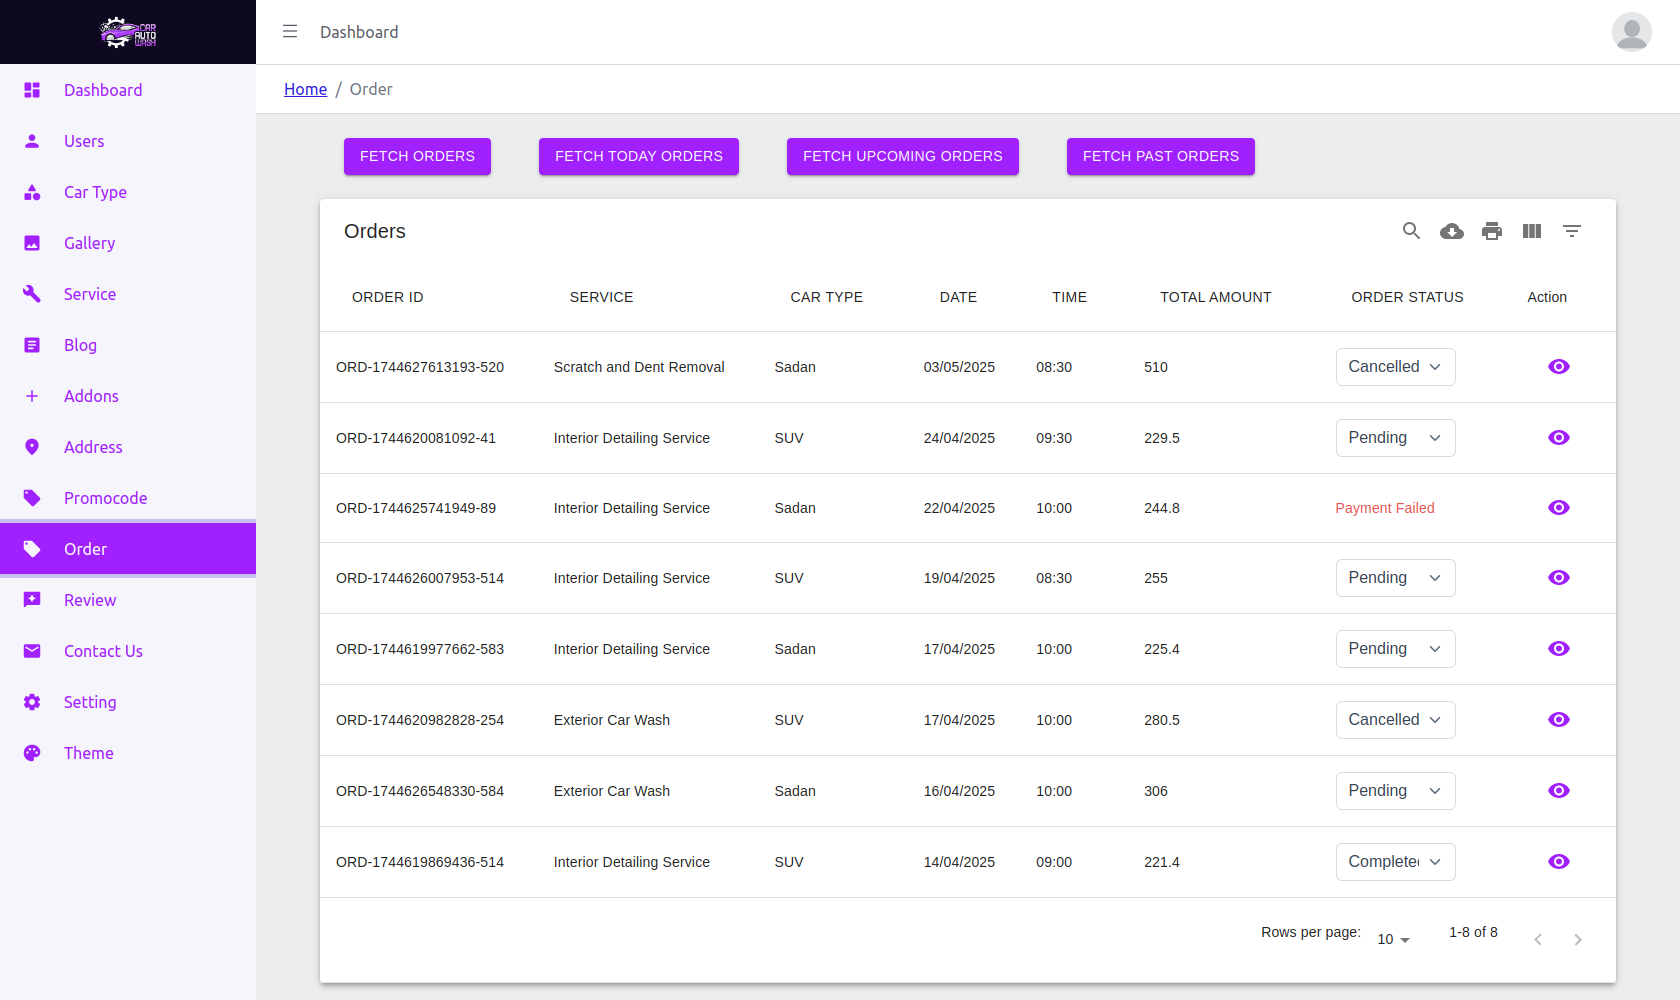 CAR
AUTO
WASH
Dashboard
Users
Car Type
Gallery
Service
Blog
Addons
Address
Promocode
Order
Review
Contact Us
Setting
Theme
Dashboard
Home / Order
FETCH ORDERS FETCH TODAY ORDERS FETCH UPCOMING ORDERS FETCH PAST ORDERS
Orders
ORDER ID SERVICE CAR TYPE DATE TIME TOTAL AMOUNT ORDER STATUS Action
ORD-1744627613193-520 Scratch and Dent Removal Sadan 03/05/2025 08:30 510 Cancelled
ORD-1744620081092-41 Interior Detailing Service SUV 24/04/2025 09:30 229.5 Pending
ORD-1744625741949-89 Interior Detailing Service Sadan 22/04/2025 10:00 244.8 Payment Failed
ORD-1744626007953-514 Interior Detailing Service SUV 19/04/2025 08:30 255 Pending
ORD-1744619977662-583 Interior Detailing Service Sadan 17/04/2025 10:00 225.4 Pending
ORD-1744620982828-254 Exterior Car Wash SUV 17/04/2025 10:00 280.5 Cancelled
ORD-1744626548330-584 Exterior Car Wash Sadan 16/04/2025 10:00 306 Pending
ORD-1744619869436-514 Interior Detailing Service SUV 14/04/2025 09:00 221.4 Completed
Rows per page: 10 1-8 of 8